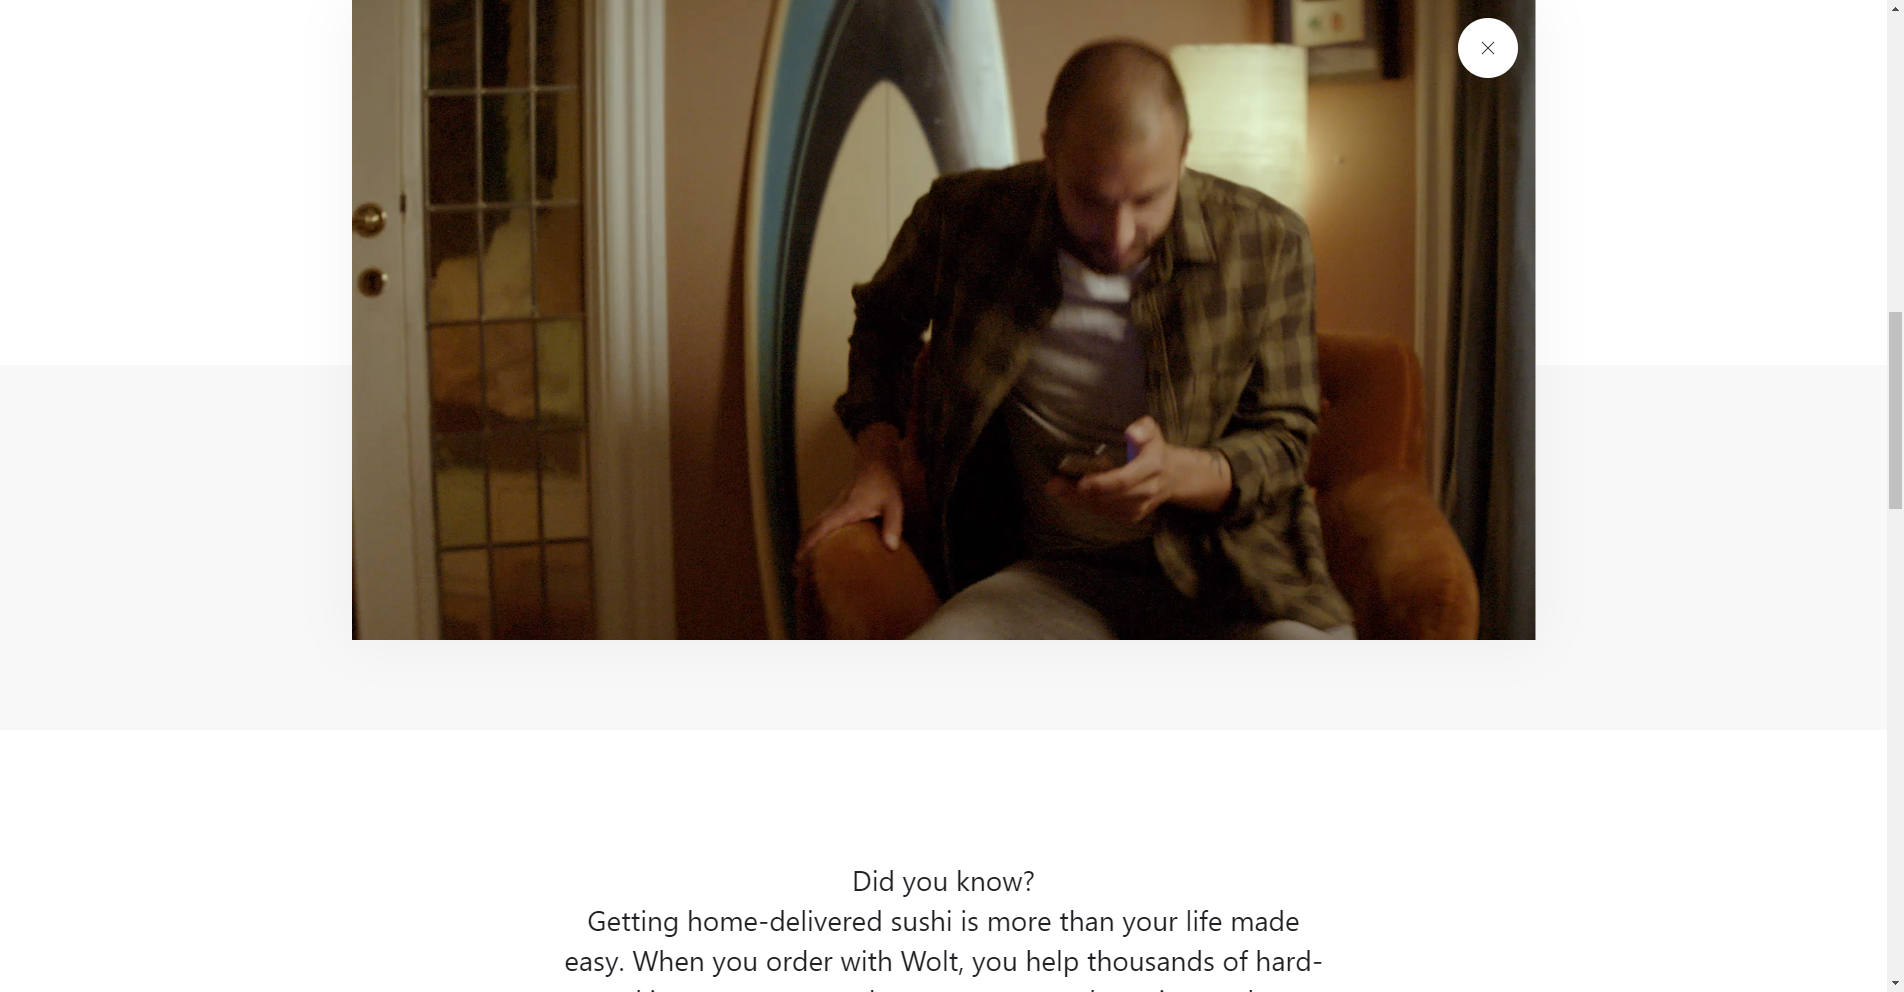 Did you know?
Getting home-delivered sushi is more than your life made
easy. When you order with Wolt, you help thousands of hard-